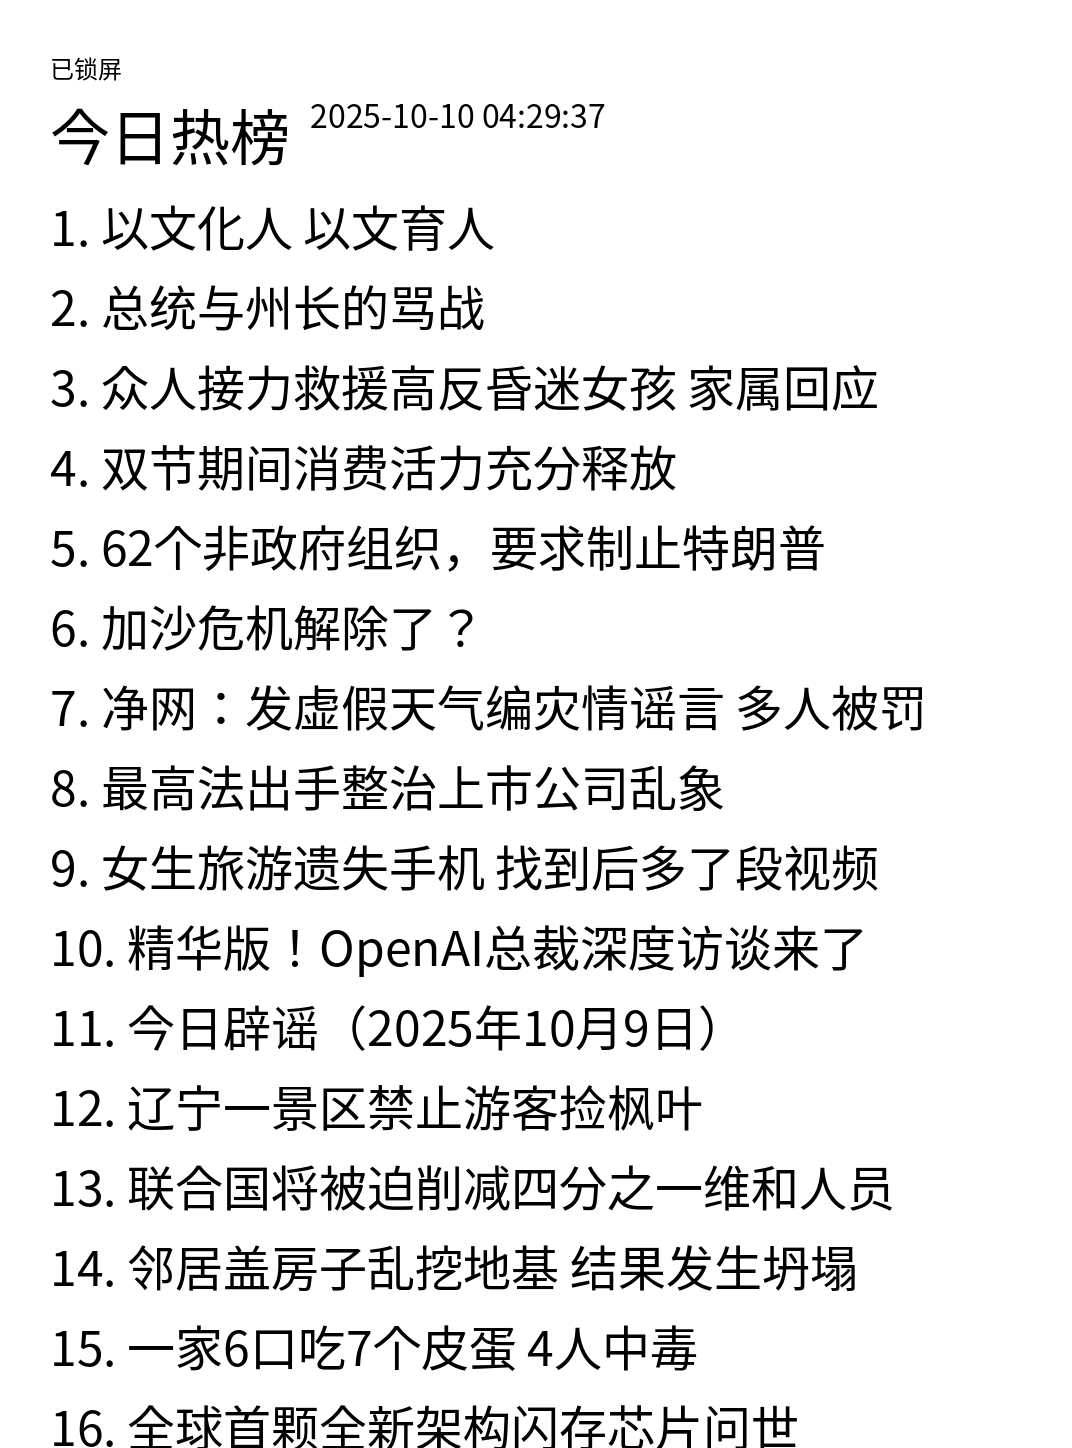 已锁屏
今日热榜 2025-10-10 04:29:37
1. 以文化人 以文育人
2. 总统与州长的骂战
3. 众人接力救援高反昏迷女孩 家属回应
4. 双节期间消费活力充分释放
5. 62个非政府组织，要求制止特朗普
6. 加沙危机解除了？
7. 净网：发虚假天气编灾情谣言 多人被罚
8. 最高法出手整治上市公司乱象
9. 女生旅游遗失手机 找到后多了段视频
10. 精华版！OpenAI总裁深度访谈来了
11. 今日辟谣（2025年10月9日）
12. 辽宁一景区禁止游客捡枫叶
13. 联合国将被迫削减四分之一维和人员
14. 邻居盖房子乱挖地基 结果发生坍塌
15. 一家6口吃7个皮蛋 4人中毒
16. 全球首颗全新架构闪存芯片问世